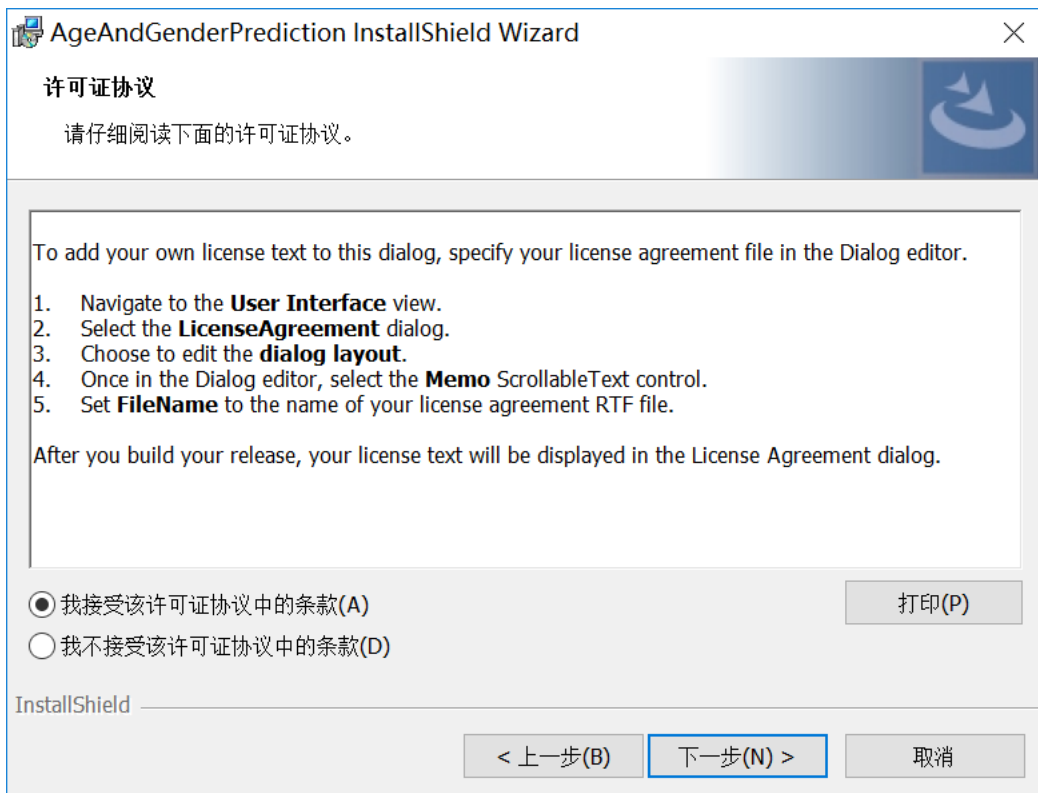 AgeAndGenderPrediction InstallShield Wizard
许可证协议
请仔细阅读下面的许可证协议。
To add your own license text to this dialog, specify your license agreement file in the Dialog editor.
1. Navigate to the User Interface view.
2. Select the LicenseAgreement dialog.
3. Choose to edit the dialog layout.
4. Once in the Dialog editor, select the Memo ScrollableText control.
5. Set FileName to the name of your license agreement RTF file.
After you build your release, your license text will be displayed in the License Agreement dialog.
我接受该许可证协议中的条款(A)
打印(P)
我不接受该许可证协议中的条款(D)
InstallShield
< 上一步(B)
下一步(N) >
取消